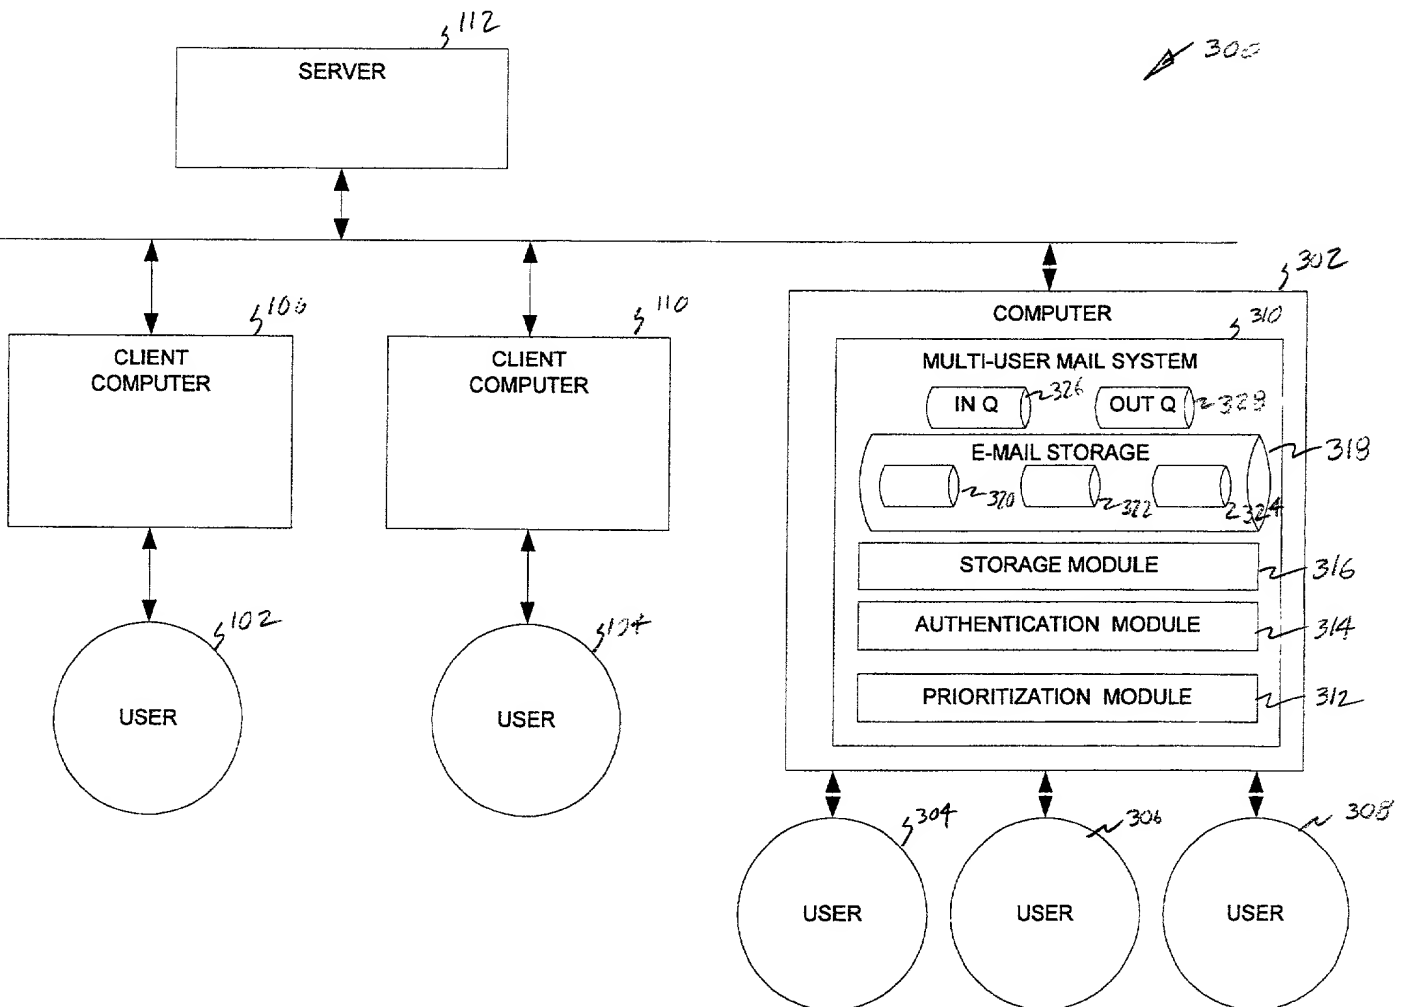 112
300
SERVER
302
COMPUTER
106
110
310
CLIENT
COMPUTER
CLIENT
COMPUTER
MULTI-USER MAIL SYSTEM
IN Q
326
OUT Q
328
E-MAIL STORAGE
318
320
322
324
STORAGE MODULE
316
AUTHENTICATION MODULE
314
PRIORITIZATION MODULE
312
102
104
USER
USER
304
306
308
USER
USER
USER